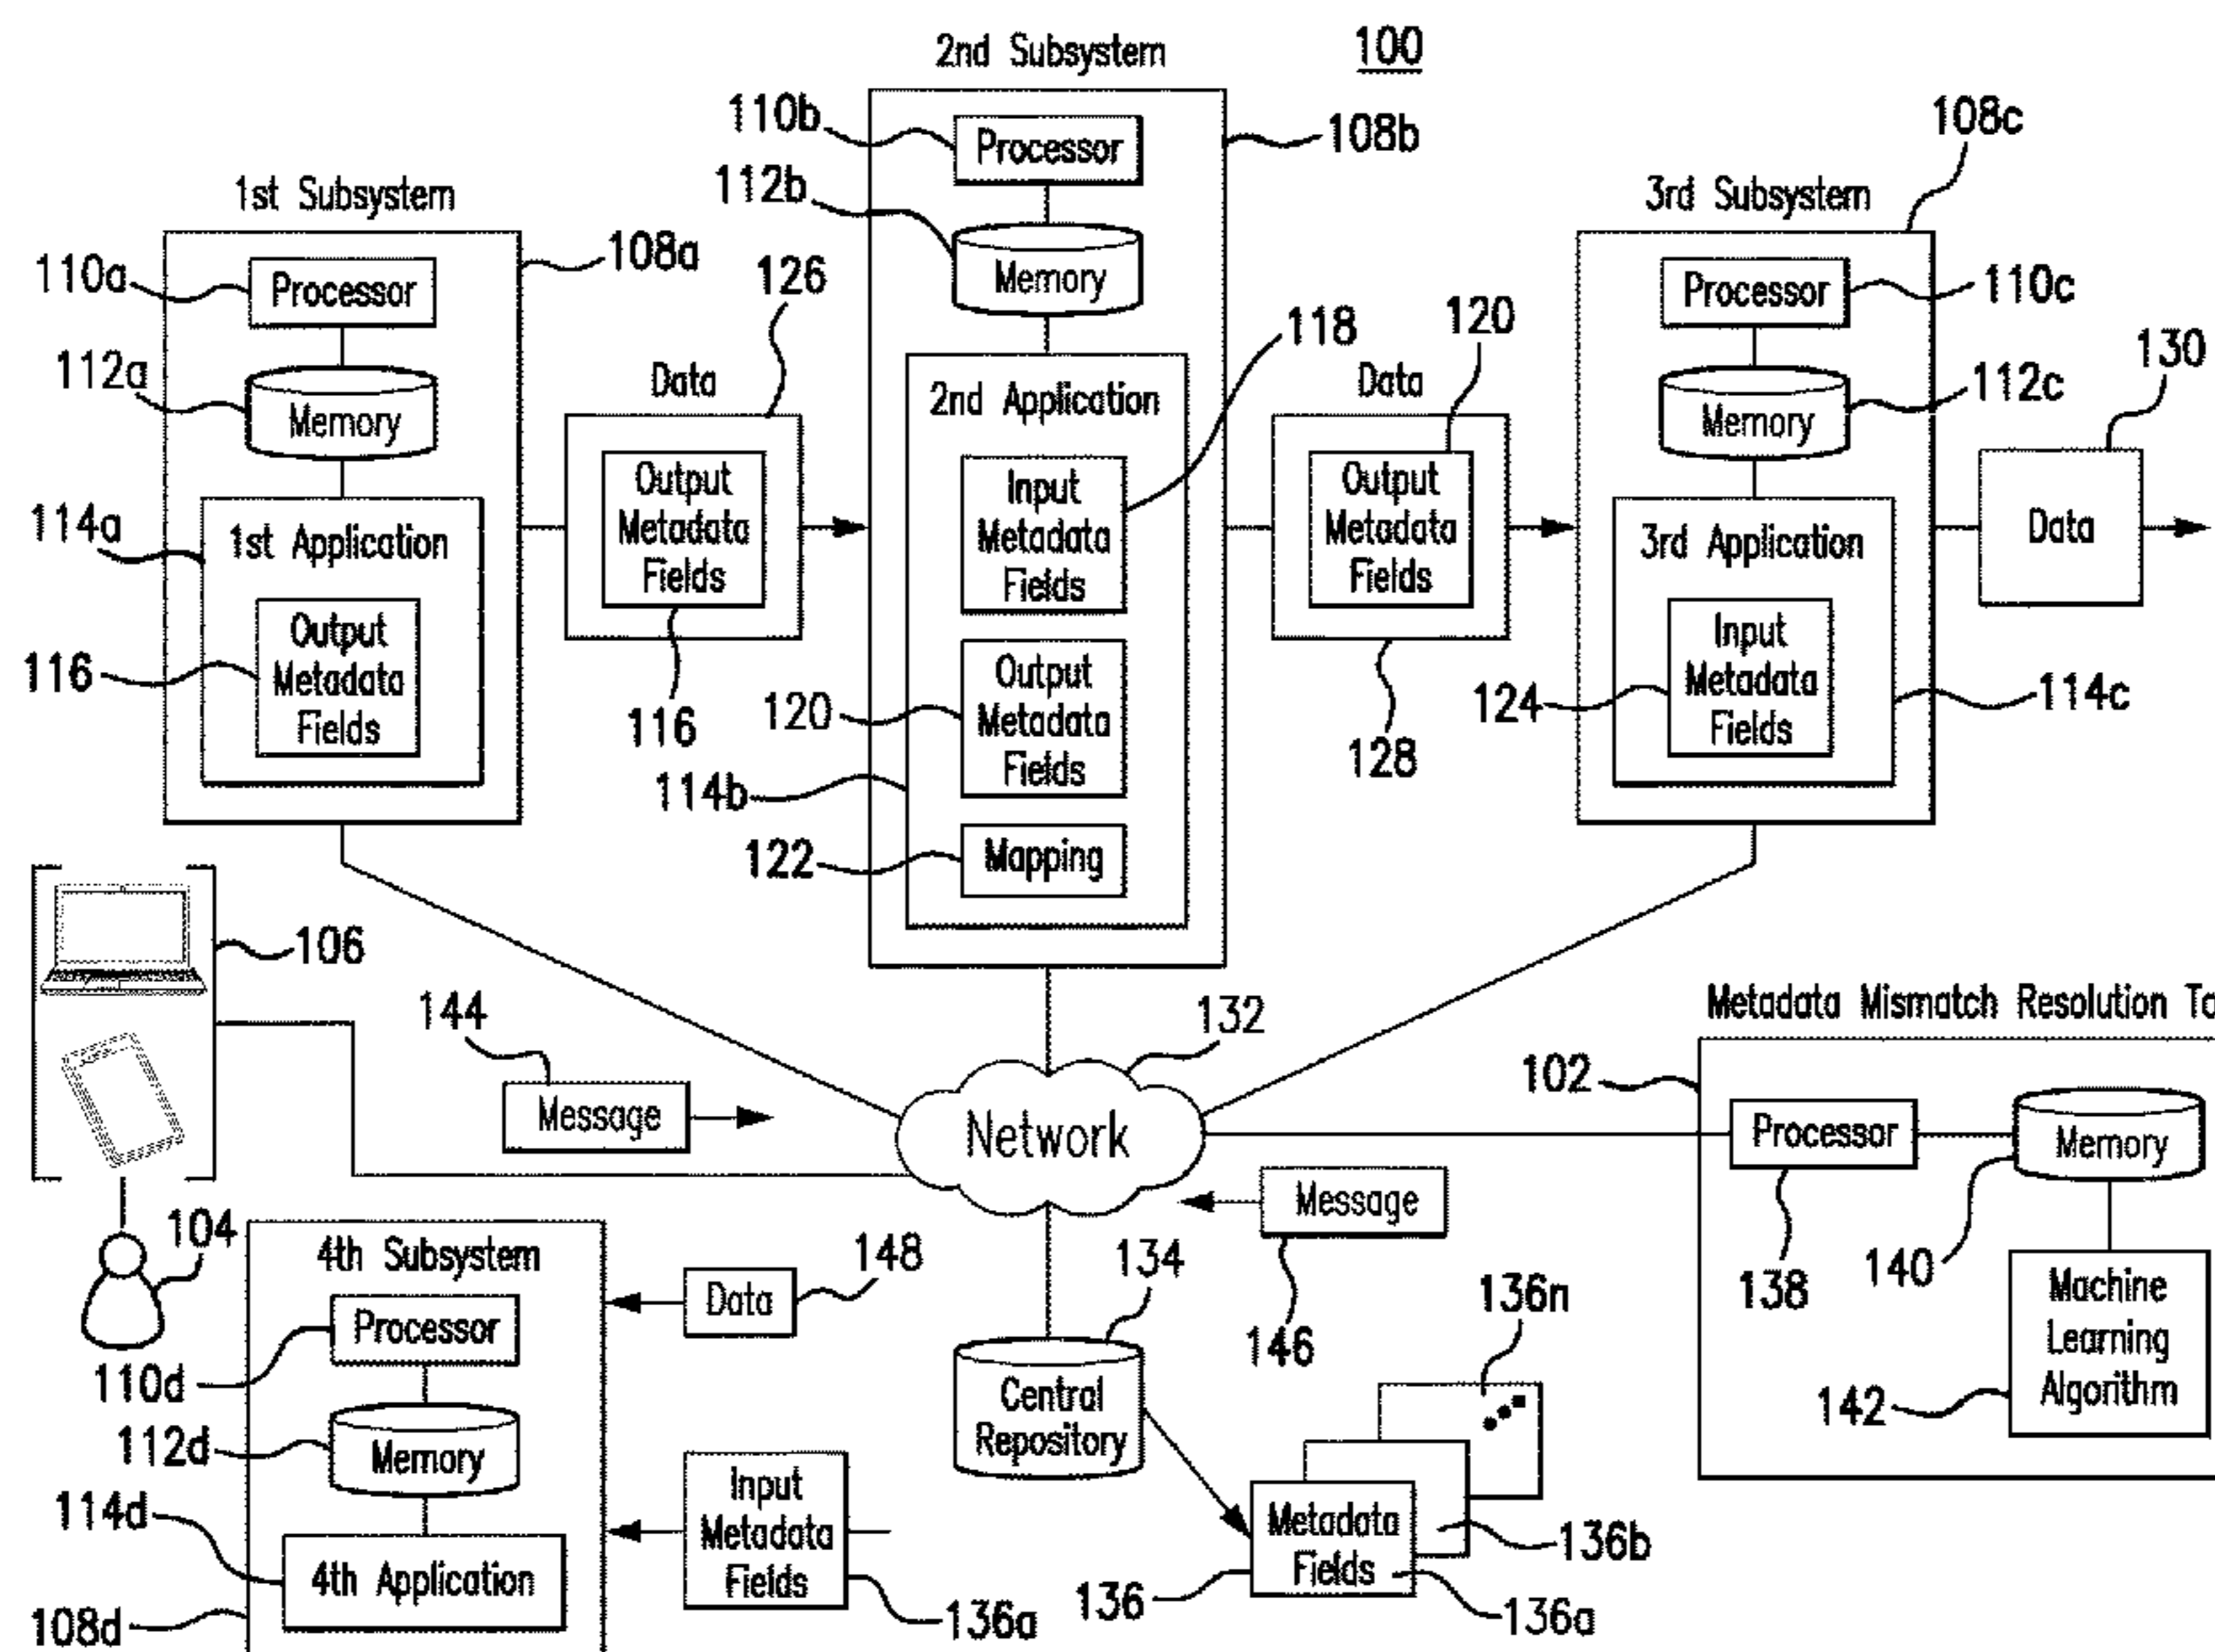 100
2nd Subsystem
110b
Processor
108b
112b
Memory
2nd Application
118
Input
Metadata
Fields
120
Output
Metadata
Fields
114b
122
Mapping
1st Subsystem
108a
110a
Processor
112a
Memory
114a
1st Application
116
Output
Metadata
Fields
126
Data
Output
Metadata
Fields
116
120
Data
Output
Metadata
Fields
128
108c
3rd Subsystem
Processor
110c
Memory
112c
3rd Application
124
Input
Metadata
Fields
114c
130
Data
106
144
Message
132
Network
Metadata Mismatch Resolution To
102
Processor
138
Memory
140
Machine
Learning
Algorithm
142
Message
146
104
4th Subsystem
Processor
110d
Memory
112d
114d
4th Application
108d
Data
148
Input
Metadata
Fields
136a
134
Central
Repository
136n
136b
Metadata
Fields
136
136a